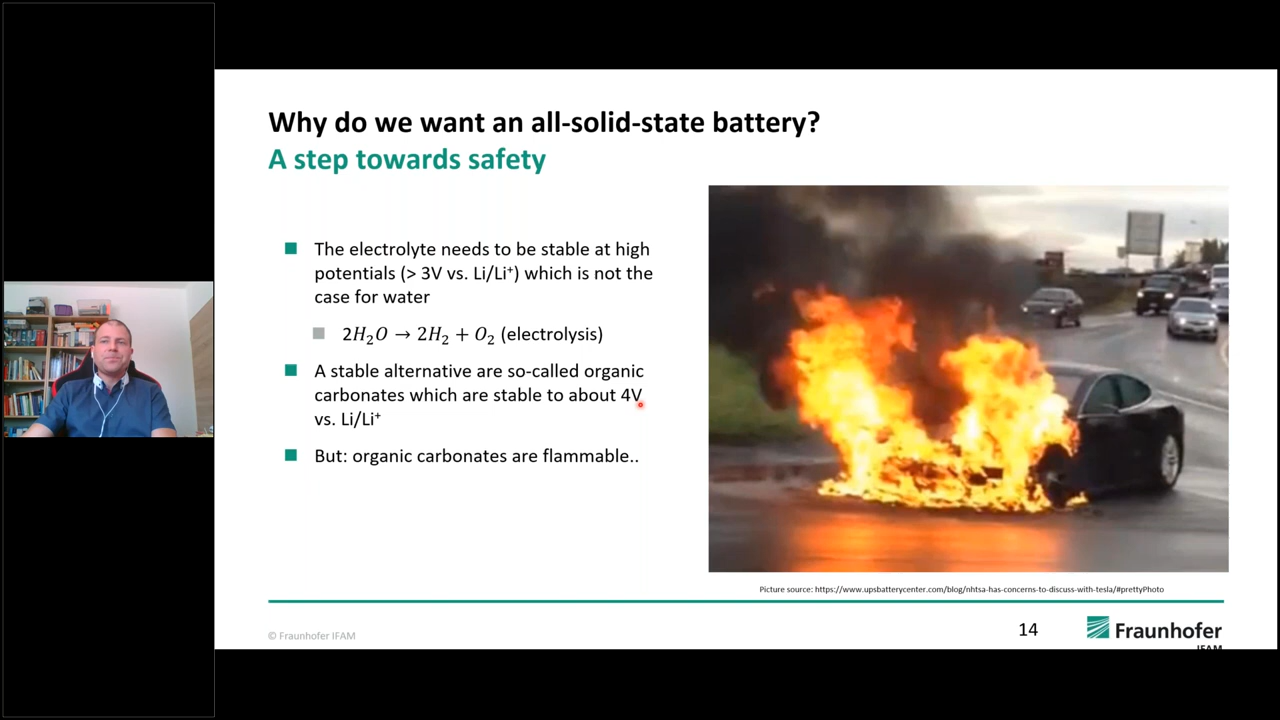 Why do we want an all-solid-state battery?
A step towards safety
The electrolyte needs to be stable at high
potentials (> 3V vs. Li/Li⁺) which is not the
case for water
2H₂O → 2H₂ + O₂ (electrolysis)
A stable alternative are so-called organic
carbonates which are stable to about 4V
vs. Li/Li⁺
But: organic carbonates are flammable..
Picture source: https://www.upsbatterycenter.com/blog/nhtsa-has-concerns-to-discuss-with-tesla/#prettyPhoto
© Fraunhofer IFAM
14
Fraunhofer
IFAM